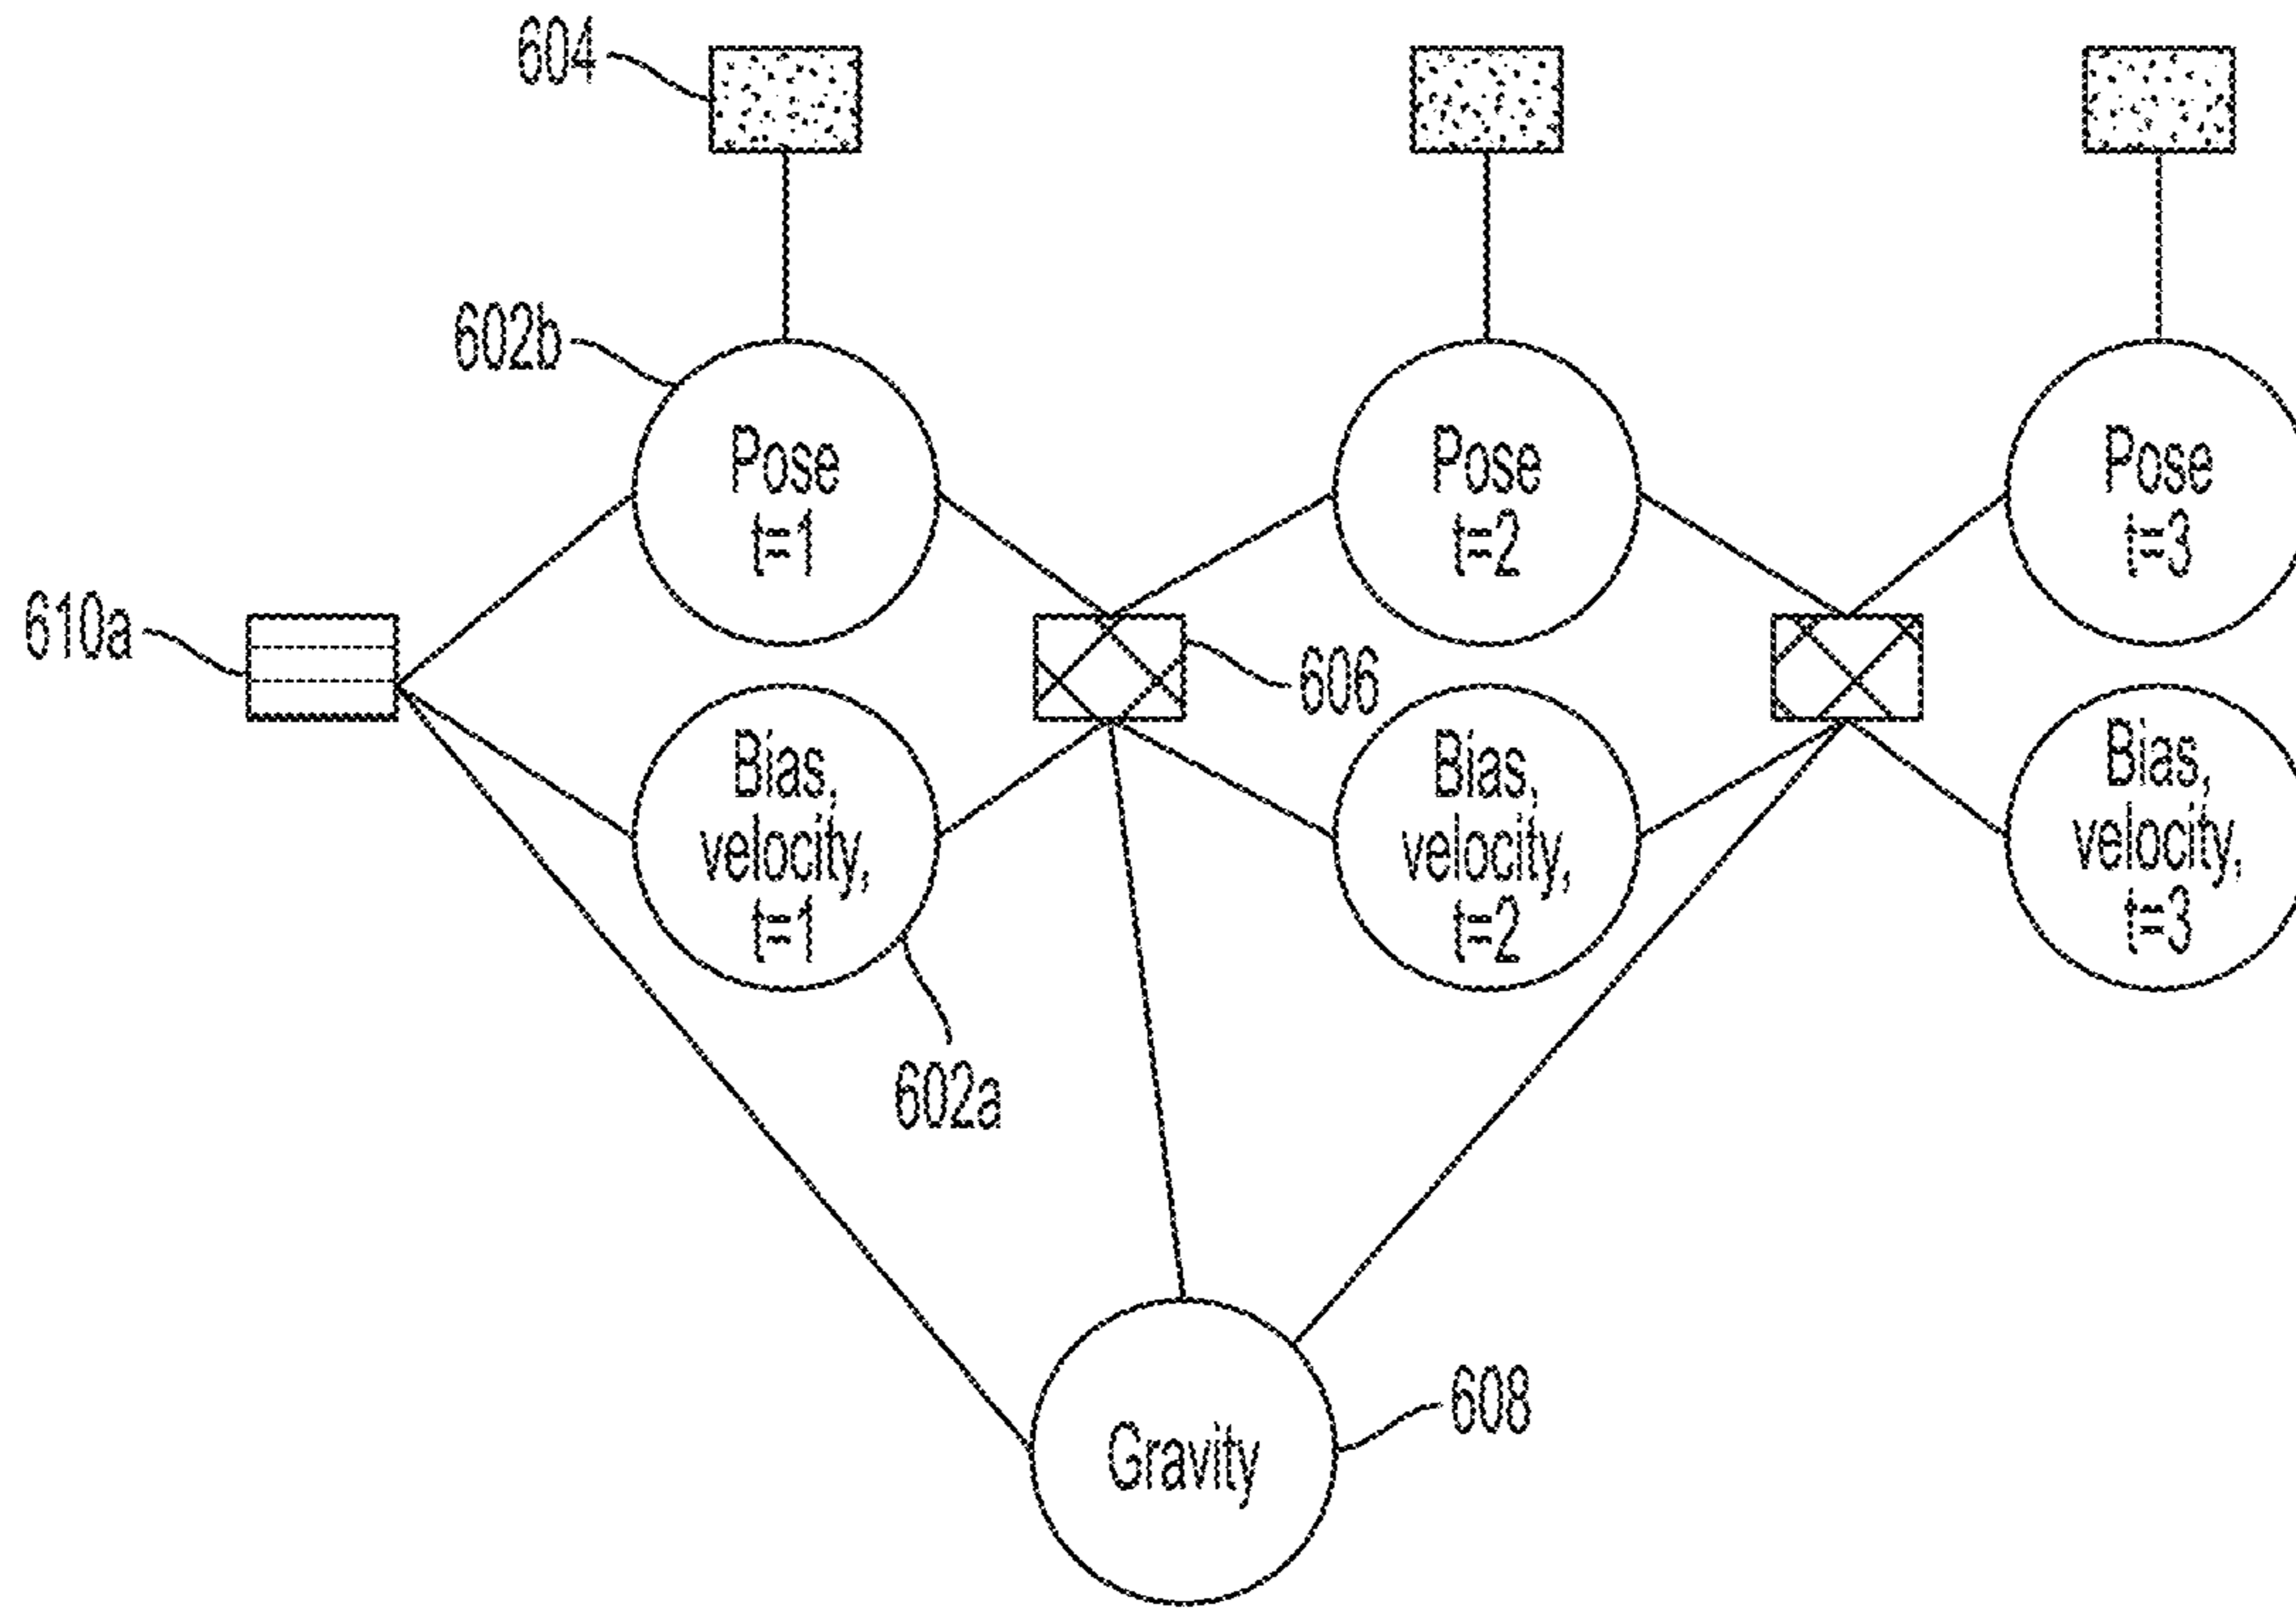 604
602b
Pose
t=1
Pose
t=2
Pose
t=3
610a
606
Bias,
velocity,
t=1
Bias,
velocity,
t=2
Bias,
velocity,
t=3
602a
Gravity
608